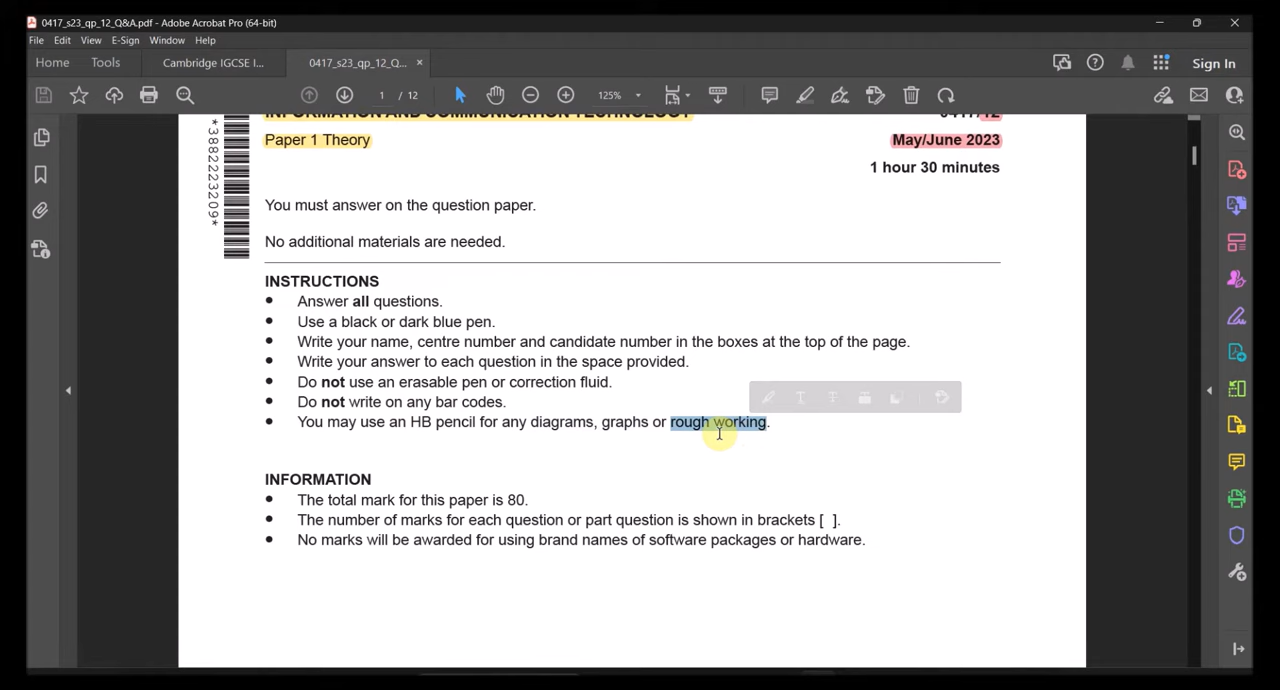 0417_s23_qp_12_Q&A.pdf - Adobe Acrobat Pro (64-bit)
File Edit View E-Sign Window Help
Home Tools Cambridge IGCSE I... 0417_s23_qp_12_Q... × Sign In
1 / 12 125%
INFORMATION AND COMMUNICATION TECHNOLOGY 0417/12
Paper 1 Theory May/June 2023
1 hour 30 minutes
*3882223209*
You must answer on the question paper.
No additional materials are needed.
INSTRUCTIONS
● Answer all questions.
● Use a black or dark blue pen.
● Write your name, centre number and candidate number in the boxes at the top of the page.
● Write your answer to each question in the space provided.
● Do not use an erasable pen or correction fluid.
● Do not write on any bar codes.
● You may use an HB pencil for any diagrams, graphs or rough working.
INFORMATION
● The total mark for this paper is 80.
● The number of marks for each question or part question is shown in brackets [ ].
● No marks will be awarded for using brand names of software packages or hardware.